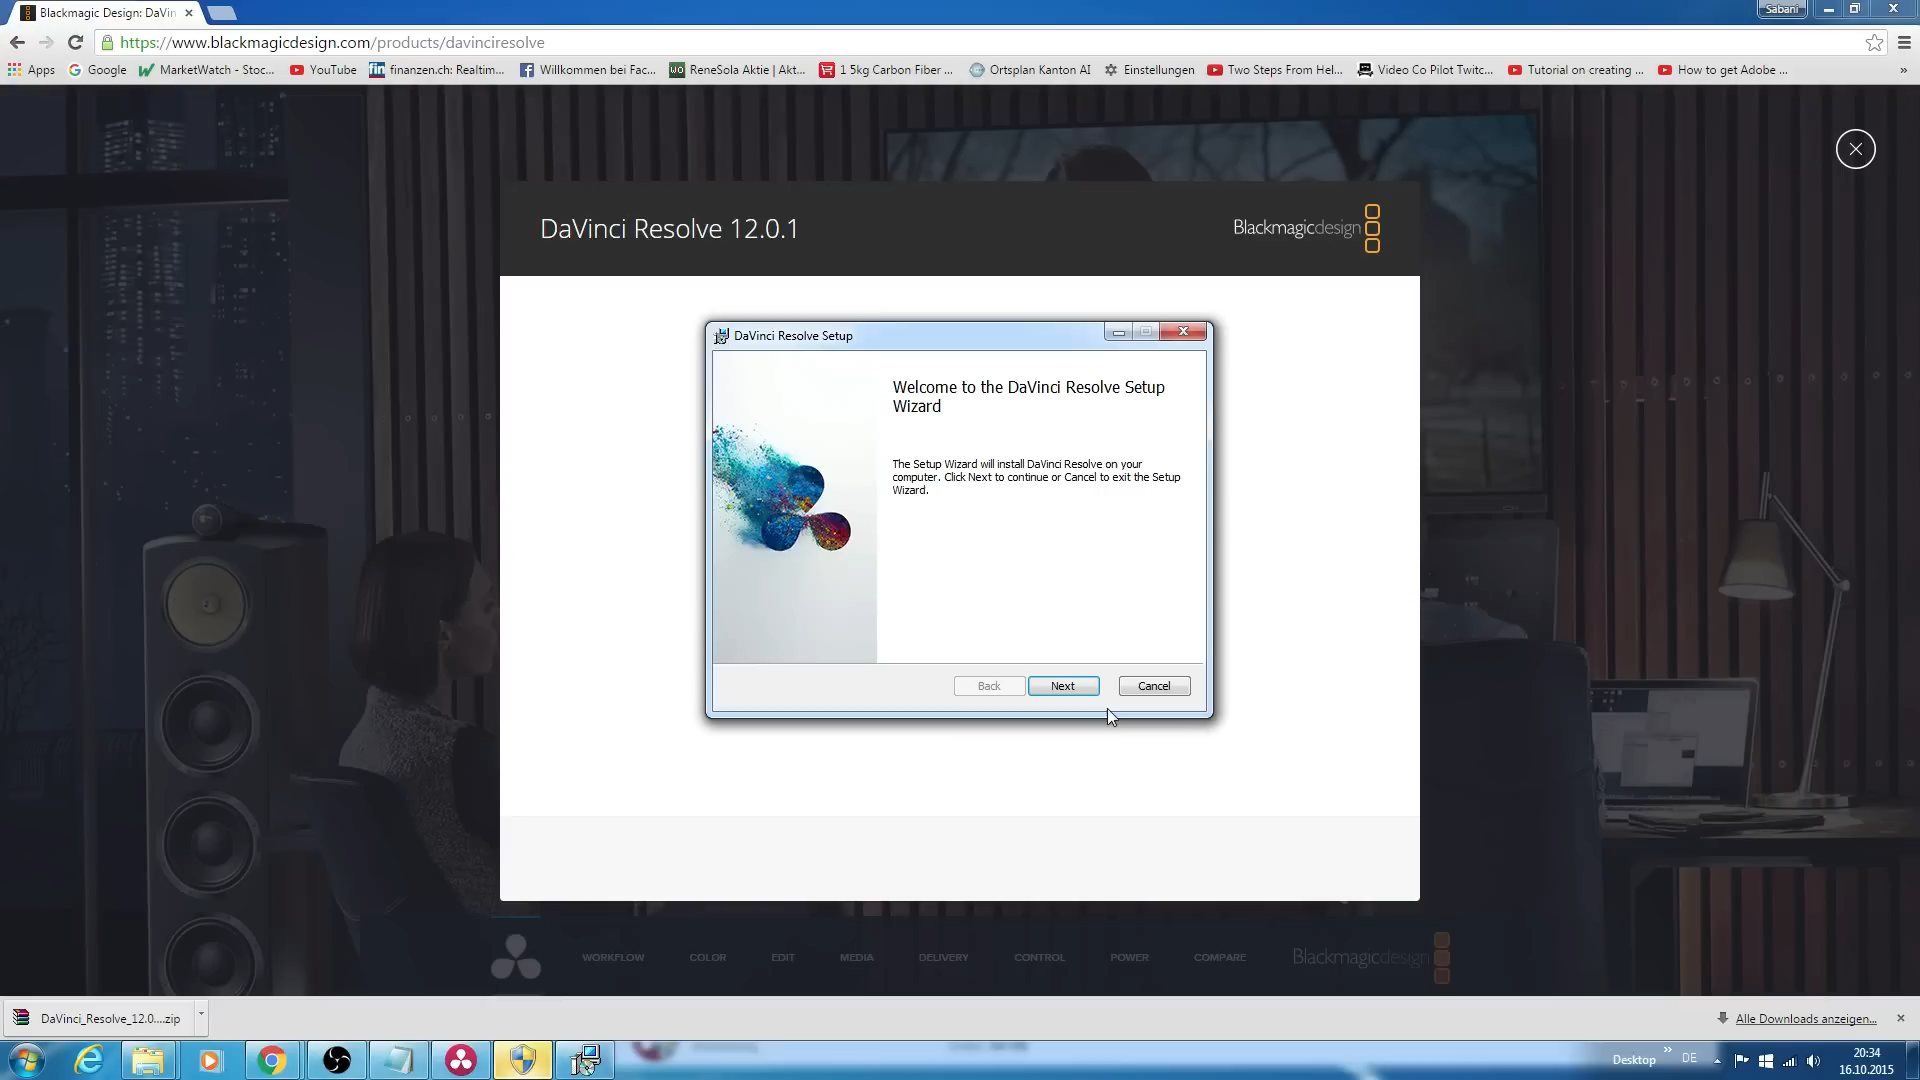 Blackmagic Design: DaVin
Sabani
https://www.blackmagicdesign.com/products/davinciresolve
Apps
Google
MarketWatch - Stoc...
YouTube
finanzen.ch: Realtim...
Willkommen bei Fac...
ReneSola Aktie | Akt...
1 5kg Carbon Fiber ...
Ortsplan Kanton AI
Einstellungen
Two Steps From Hel...
Video Co Pilot Twitc...
Tutorial on creating ...
How to get Adobe ...
»
DaVinci Resolve 12.0.1
Blackmagicdesign
DaVinci Resolve Setup
Welcome to the DaVinci Resolve Setup
Wizard
The Setup Wizard will install DaVinci Resolve on your
computer. Click Next to continue or Cancel to exit the Setup
Wizard.
Back
Next
Cancel
WORKFLOW
COLOR
EDIT
MEDIA
DELIVERY
CONTROL
POWER
COMPARE
Blackmagicdesign
DaVinci_Resolve_12.0....zip
Alle Downloads anzeigen...
Desktop
»
DE
20:34
16.10.2015